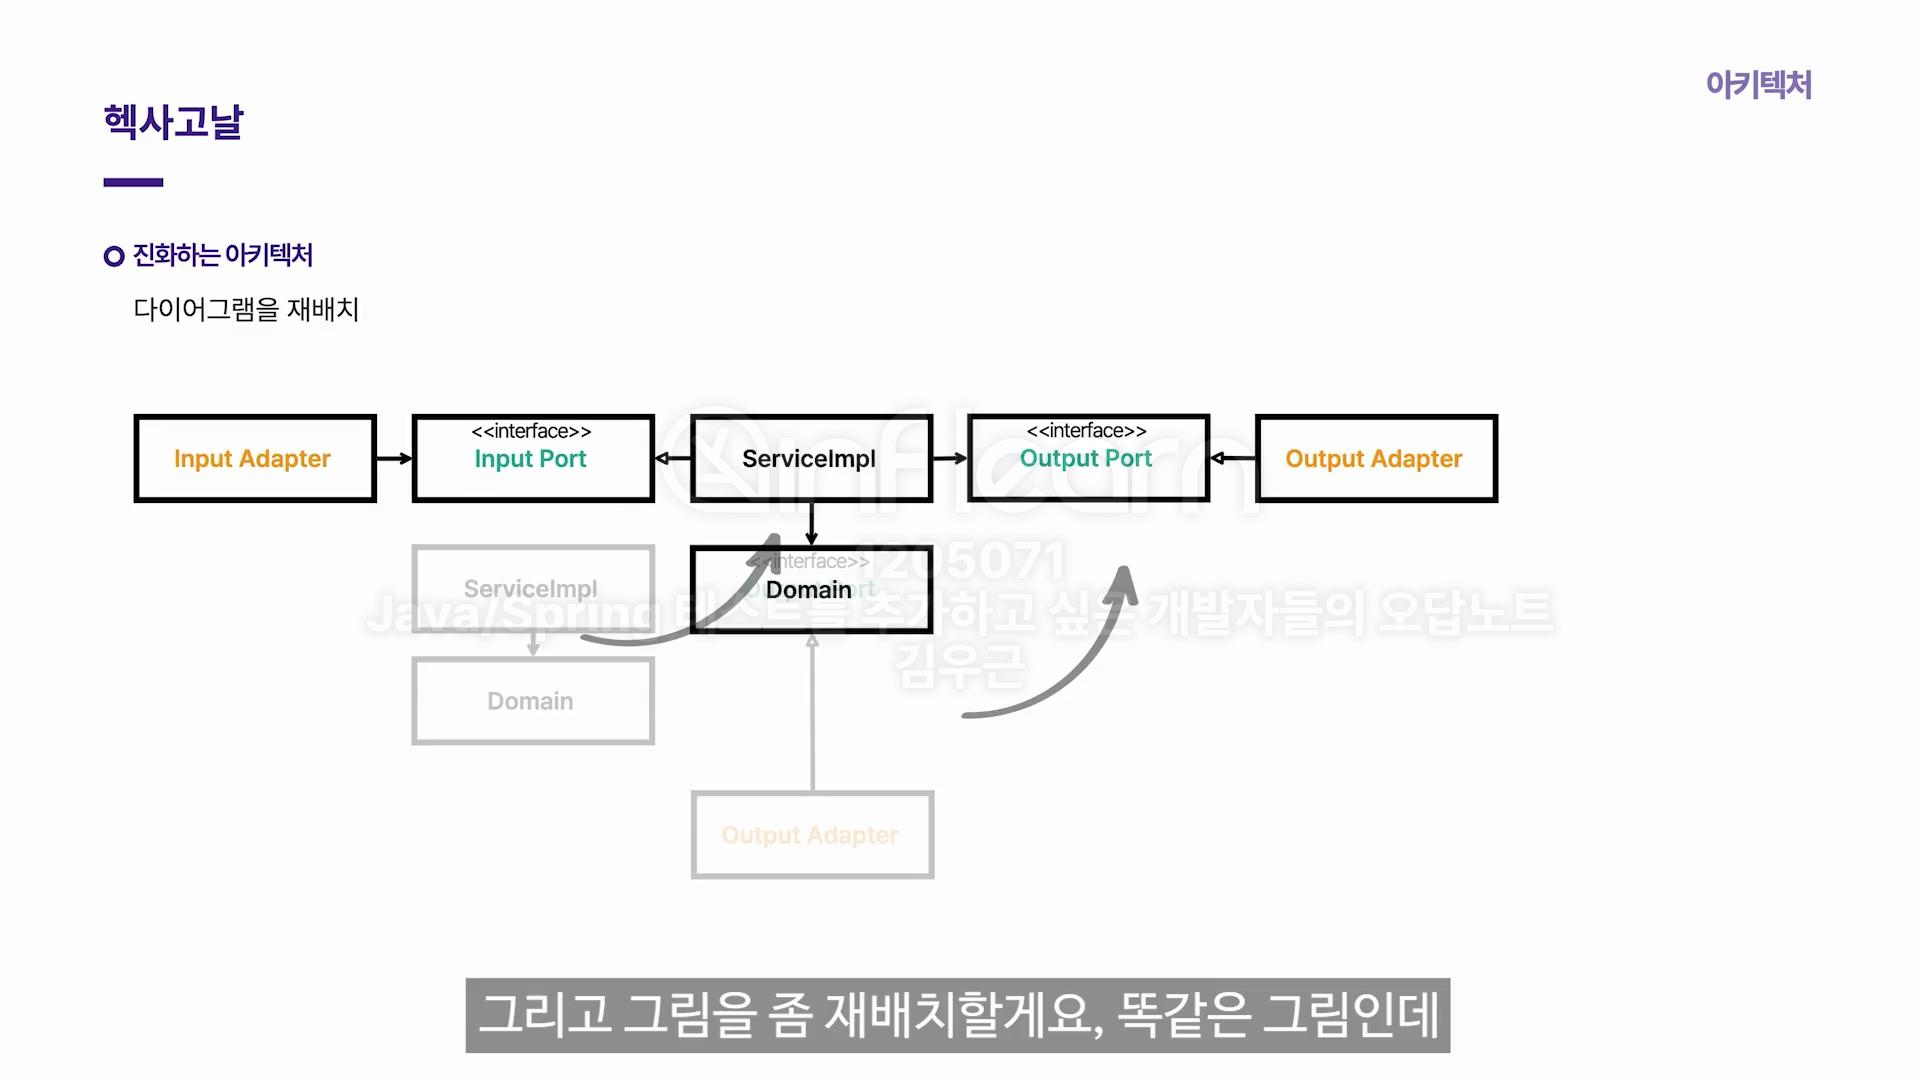 아키텍처
헥사고날
진화하는 아키텍처
다이어그램을 재배치
Input Adapter
<<interface>>
Input Port
ServiceImpl
<<interface>>
Output Port
Output Adapter
inflearn
ServiceImpl
<<interface>>
Domain
1205071
Java/Spring 테스트를 추가하고 싶은 개발자들의 오답노트
김우근
Domain
Output Adapter
그리고 그림을 좀 재배치할게요, 똑같은 그림인데